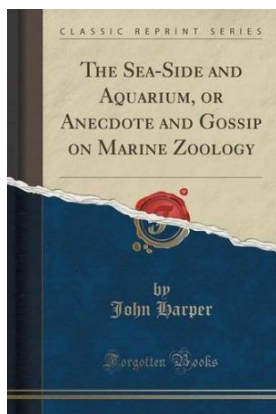 CLASSIC REPRINT SERIES
THE SEA-SIDE AND
AQUARIUM, OR
ANECDOTE AND GOSSIP
ON MARINE ZOOLOGY
by
John Harper
Forgotten Books